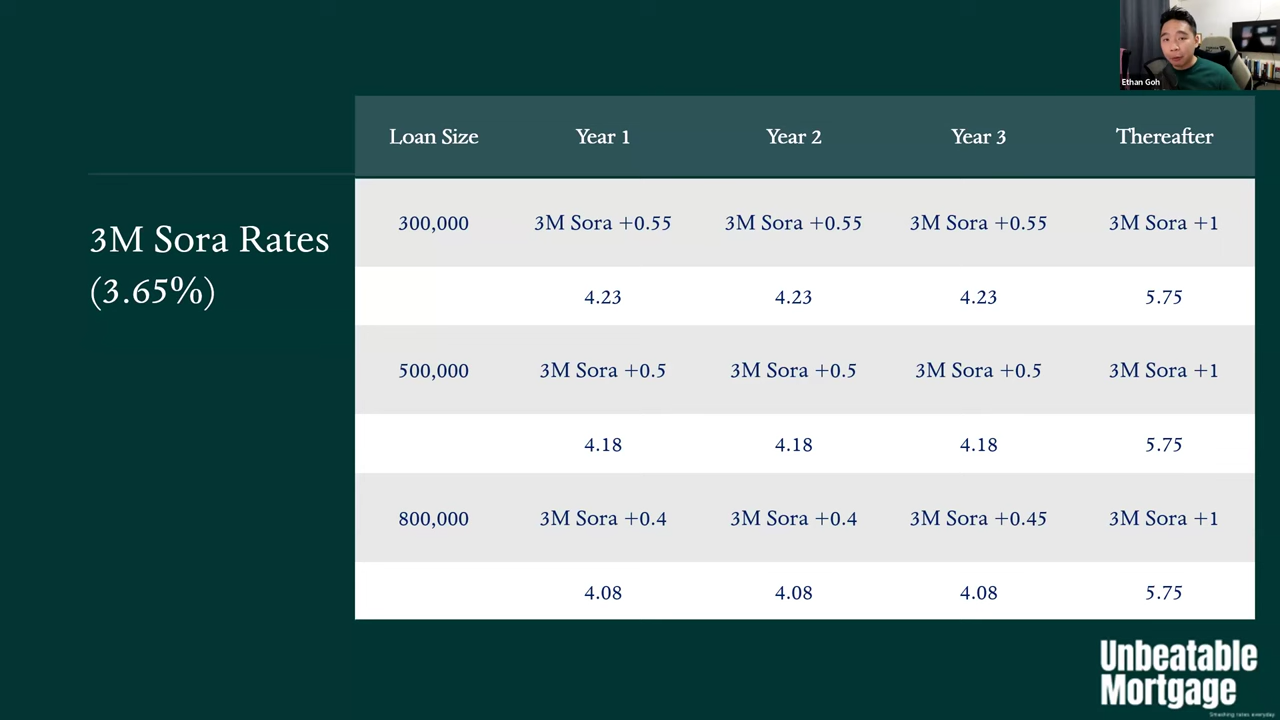 Ethan Goh
Loan Size Year 1 Year 2 Year 3 Thereafter
3M Sora Rates
(3.65%)
300,000 3M Sora +0.55 3M Sora +0.55 3M Sora +0.55 3M Sora +1
4.23 4.23 4.23 5.75
500,000 3M Sora +0.5 3M Sora +0.5 3M Sora +0.5 3M Sora +1
4.18 4.18 4.18 5.75
800,000 3M Sora +0.4 3M Sora +0.4 3M Sora +0.45 3M Sora +1
4.08 4.08 4.08 5.75
Unbeatable
Mortgage
Smashing rates everyday